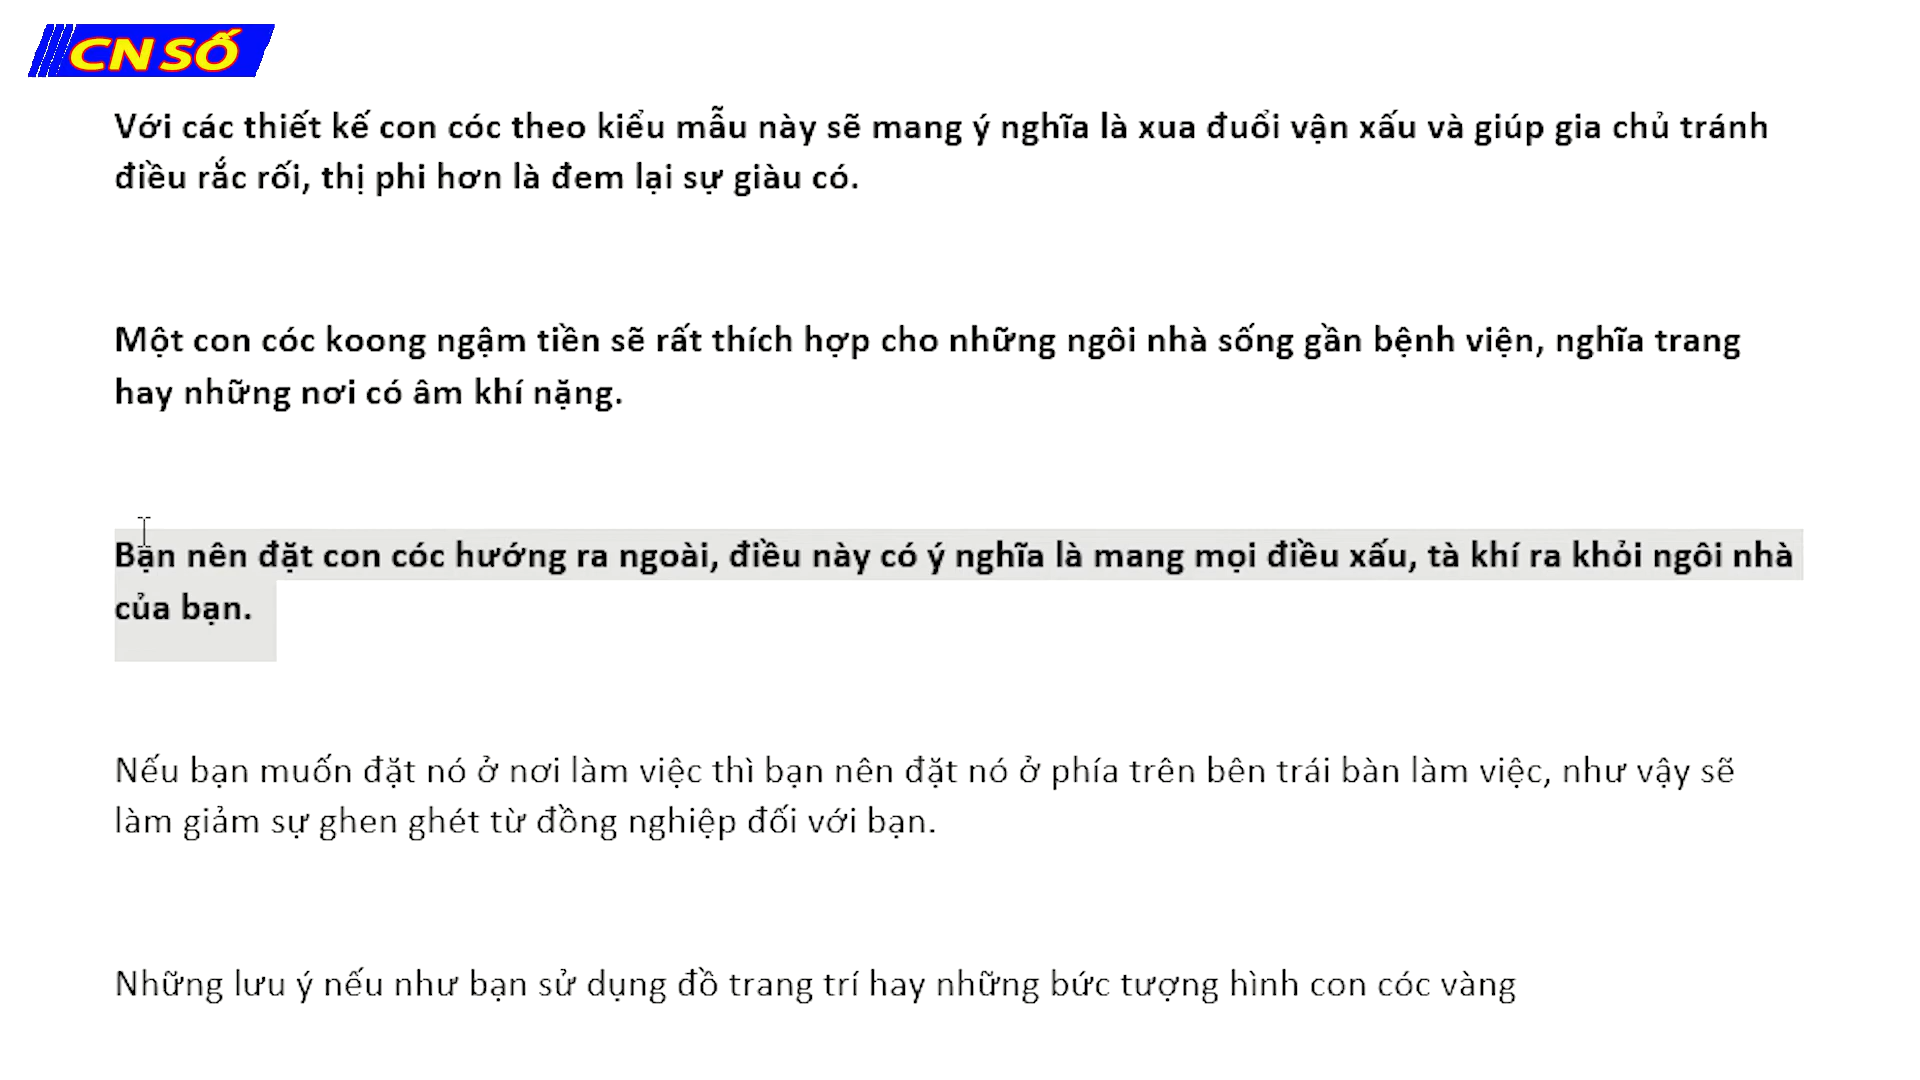 CN SỐ
Với các thiết kế con cóc theo kiểu mẫu này sẽ mang ý nghĩa là xua đuổi vận xấu và giúp gia chủ tránh
điều rắc rối, thị phi hơn là đem lại sự giàu có.
Một con cóc koong ngậm tiền sẽ rất thích hợp cho những ngôi nhà sống gần bệnh viện, nghĩa trang
hay những nơi có âm khí nặng.
Bạn nên đặt con cóc hướng ra ngoài, điều này có ý nghĩa là mang mọi điều xấu, tà khí ra khỏi ngôi nhà
của bạn.
Nếu bạn muốn đặt nó ở nơi làm việc thì bạn nên đặt nó ở phía trên bên trái bàn làm việc, như vậy sẽ
làm giảm sự ghen ghét từ đồng nghiệp đối với bạn.
Những lưu ý nếu như bạn sử dụng đồ trang trí hay những bức tượng hình con cóc vàng